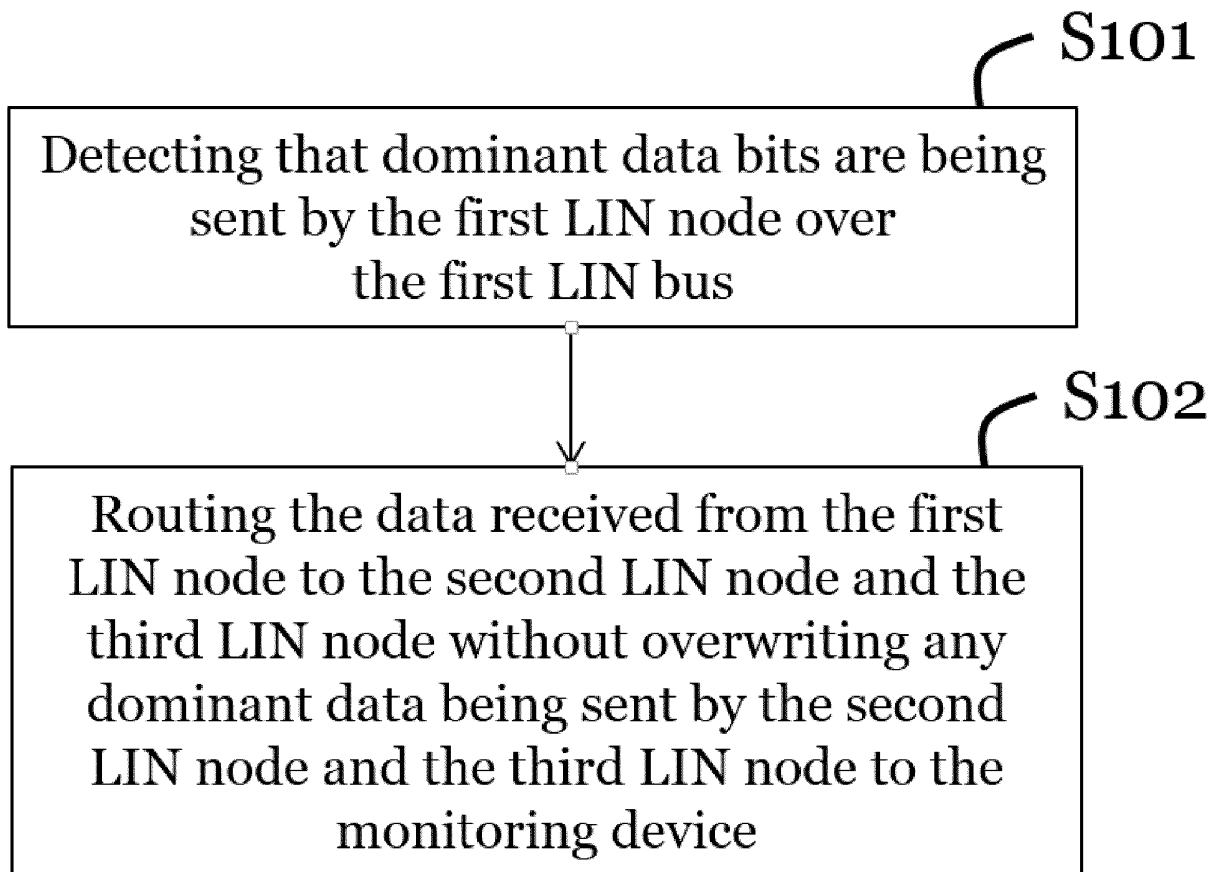 S101
Detecting that dominant data bits are being
sent by the first LIN node over
the first LIN bus
S102
Routing the data received from the first
LIN node to the second LIN node and the
third LIN node without overwriting any
dominant data being sent by the second
LIN node and the third LIN node to the
monitoring device